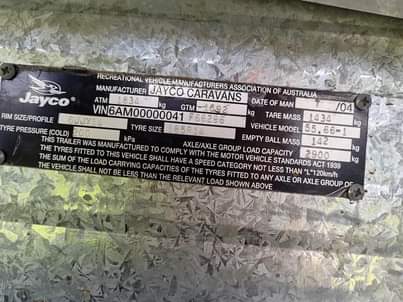 RECREATIONAL VEHICLE MANUFACTURERS ASSOCIATION OF AUSTRALIA
Jayco
MANUFACTURER JAYCO CARAVANS DATE OF MAN /04
ATM kg GTM kg TARE MASS 1434 kg
VIN 6AM00000041 VEHICLE MODEL 55.66-1
RIM SIZE/PROFILE EMPTY BALL MASS 142 kg
TYRE PRESSURE (COLD) TYRE SIZE AXLE/AXLE GROUP LOAD CAPACITY kg
THIS TRAILER WAS MANUFACTURED TO COMPLY WITH THE MOTOR VEHICLE STANDARDS ACT 1989
THE TYRES FITTED TO THIS VEHICLE SHALL HAVE A SPEED CATEGORY NOT LESS THAN "L" 120km/h
THE SUM OF THE LOAD CARRYING CAPACITIES OF THE TYRES FITTED TO ANY AXLE OR AXLE GROUP
SHALL NOT BE LESS THAN THE RELEVANT LOAD SHOWN ABOVE